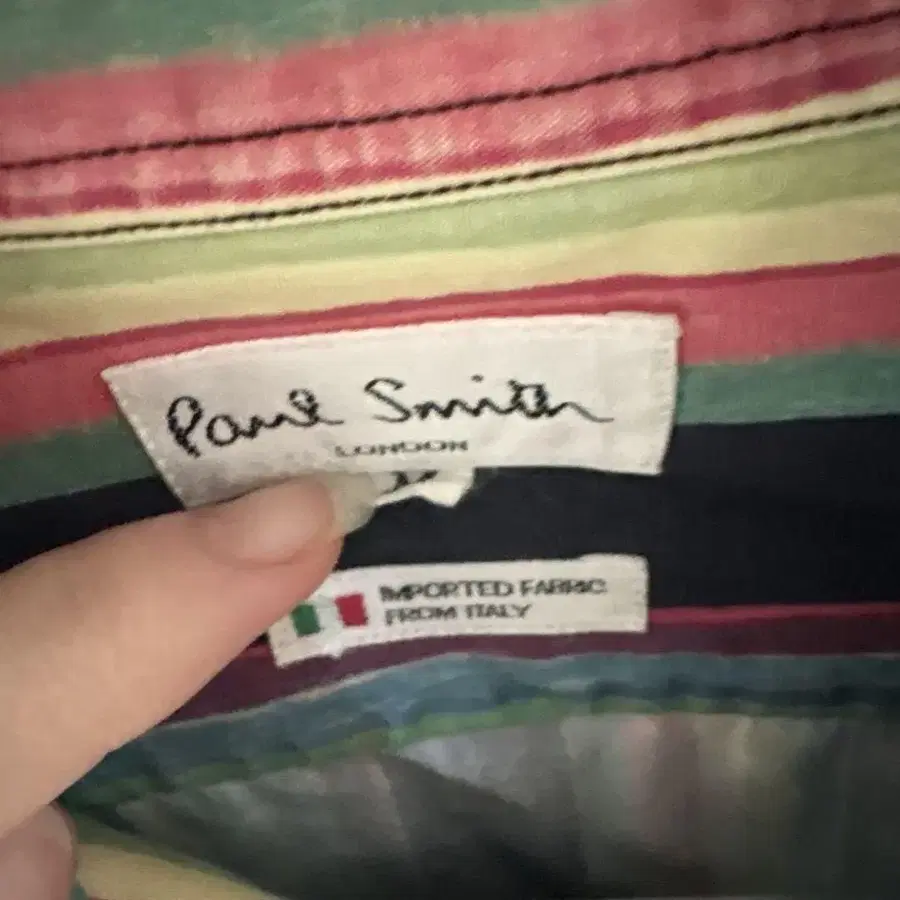 Paul Smith
LONDON
IMPORTED FABRIC
FROM ITALY